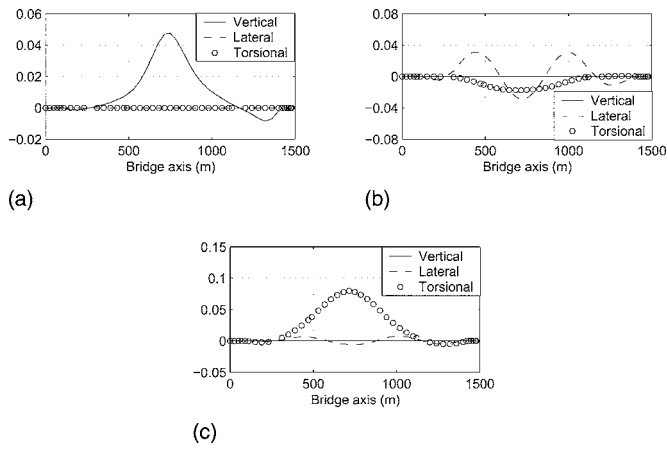 0.06
0.04
0.02
0
-0.02
Vertical
Lateral
Torsional
0 500 1000 1500
Bridge axis (m)
(a)
0.08
0.04
0
-0.04
-0.08
Vertical
Lateral
Torsional
0 500 1000 1500
Bridge axis (m)
(b)
0.15
0.1
0.05
0
-0.05
Vertical
Lateral
Torsional
0 500 1000 1500
Bridge axis (m)
(c)